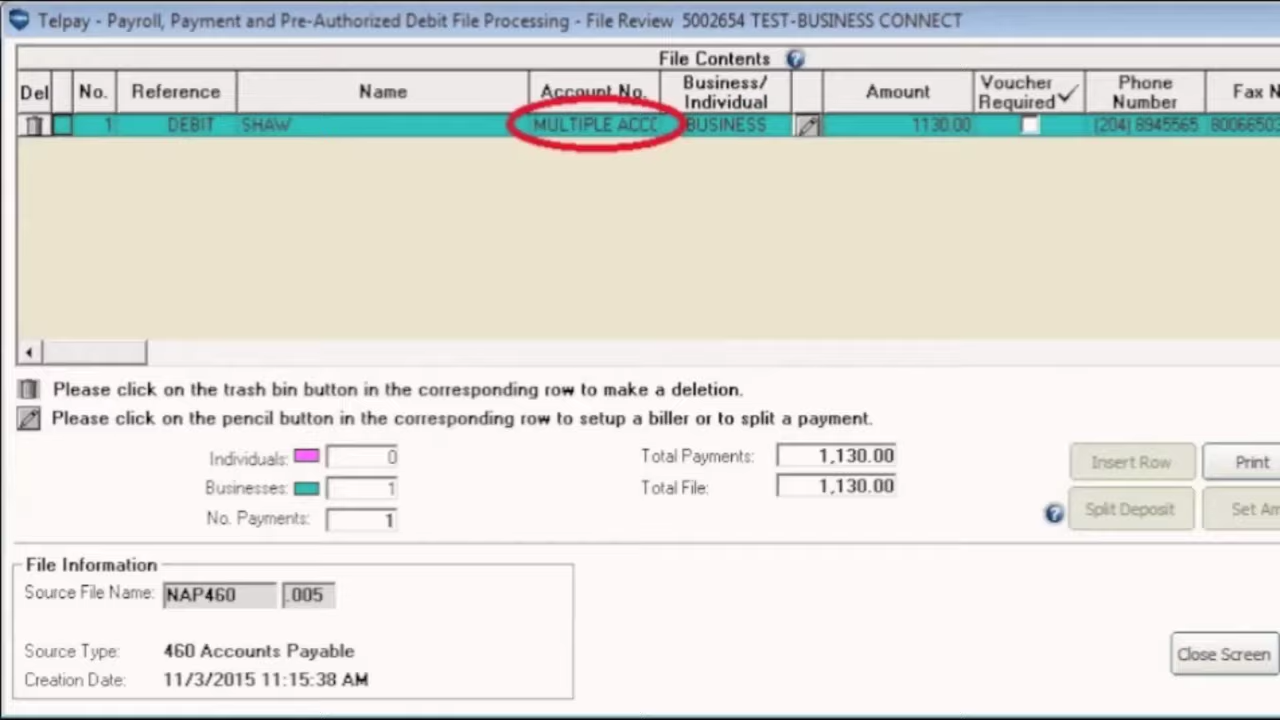 Telpay - Payroll, Payment and Pre-Authorized Debit File Processing - File Review 5002654 TEST-BUSINESS CONNECT
File Contents ?
Del No. Reference Name Account No. Business/ Individual Amount Voucher Required Phone Number Fax N
1 DEBIT SHAW MULTIPLE ACCO BUSINESS 1130.00 (204) 8945565 8006650
Please click on the trash bin button in the corresponding row to make a deletion.
Please click on the pencil button in the corresponding row to setup a biller or to split a payment.
Individuals: 0 Total Payments: 1,130.00 Insert Row Print
Businesses: 1 Total File: 1,130.00 ? Split Deposit Set Am
No. Payments: 1
File Information
Source File Name: NAP460 .005
Source Type: 460 Accounts Payable
Creation Date: 11/3/2015 11:15:38 AM
Close Screen